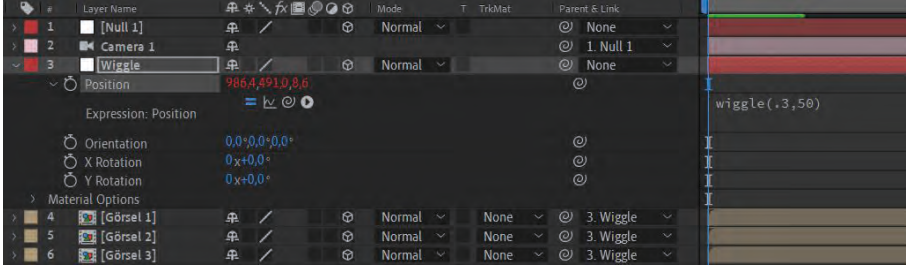 # Layer Name Mode T TrkMat Parent & Link
1 [Null 1] Normal None
2 Camera 1 1. Null 1
3 [Wiggle Normal None
Position 986,4,491,0,8,6
Expression: Position wiggle(.3,50)
Orientation 0,0°,0,0°,0,0°
X Rotation 0x+0,0°
Y Rotation 0x+0,0°
Material Options
4 [Görsel 1] Normal None 3. Wiggle
5 [Görsel 2] Normal None 3. Wiggle
6 [Görsel 3] Normal None 3. Wiggle